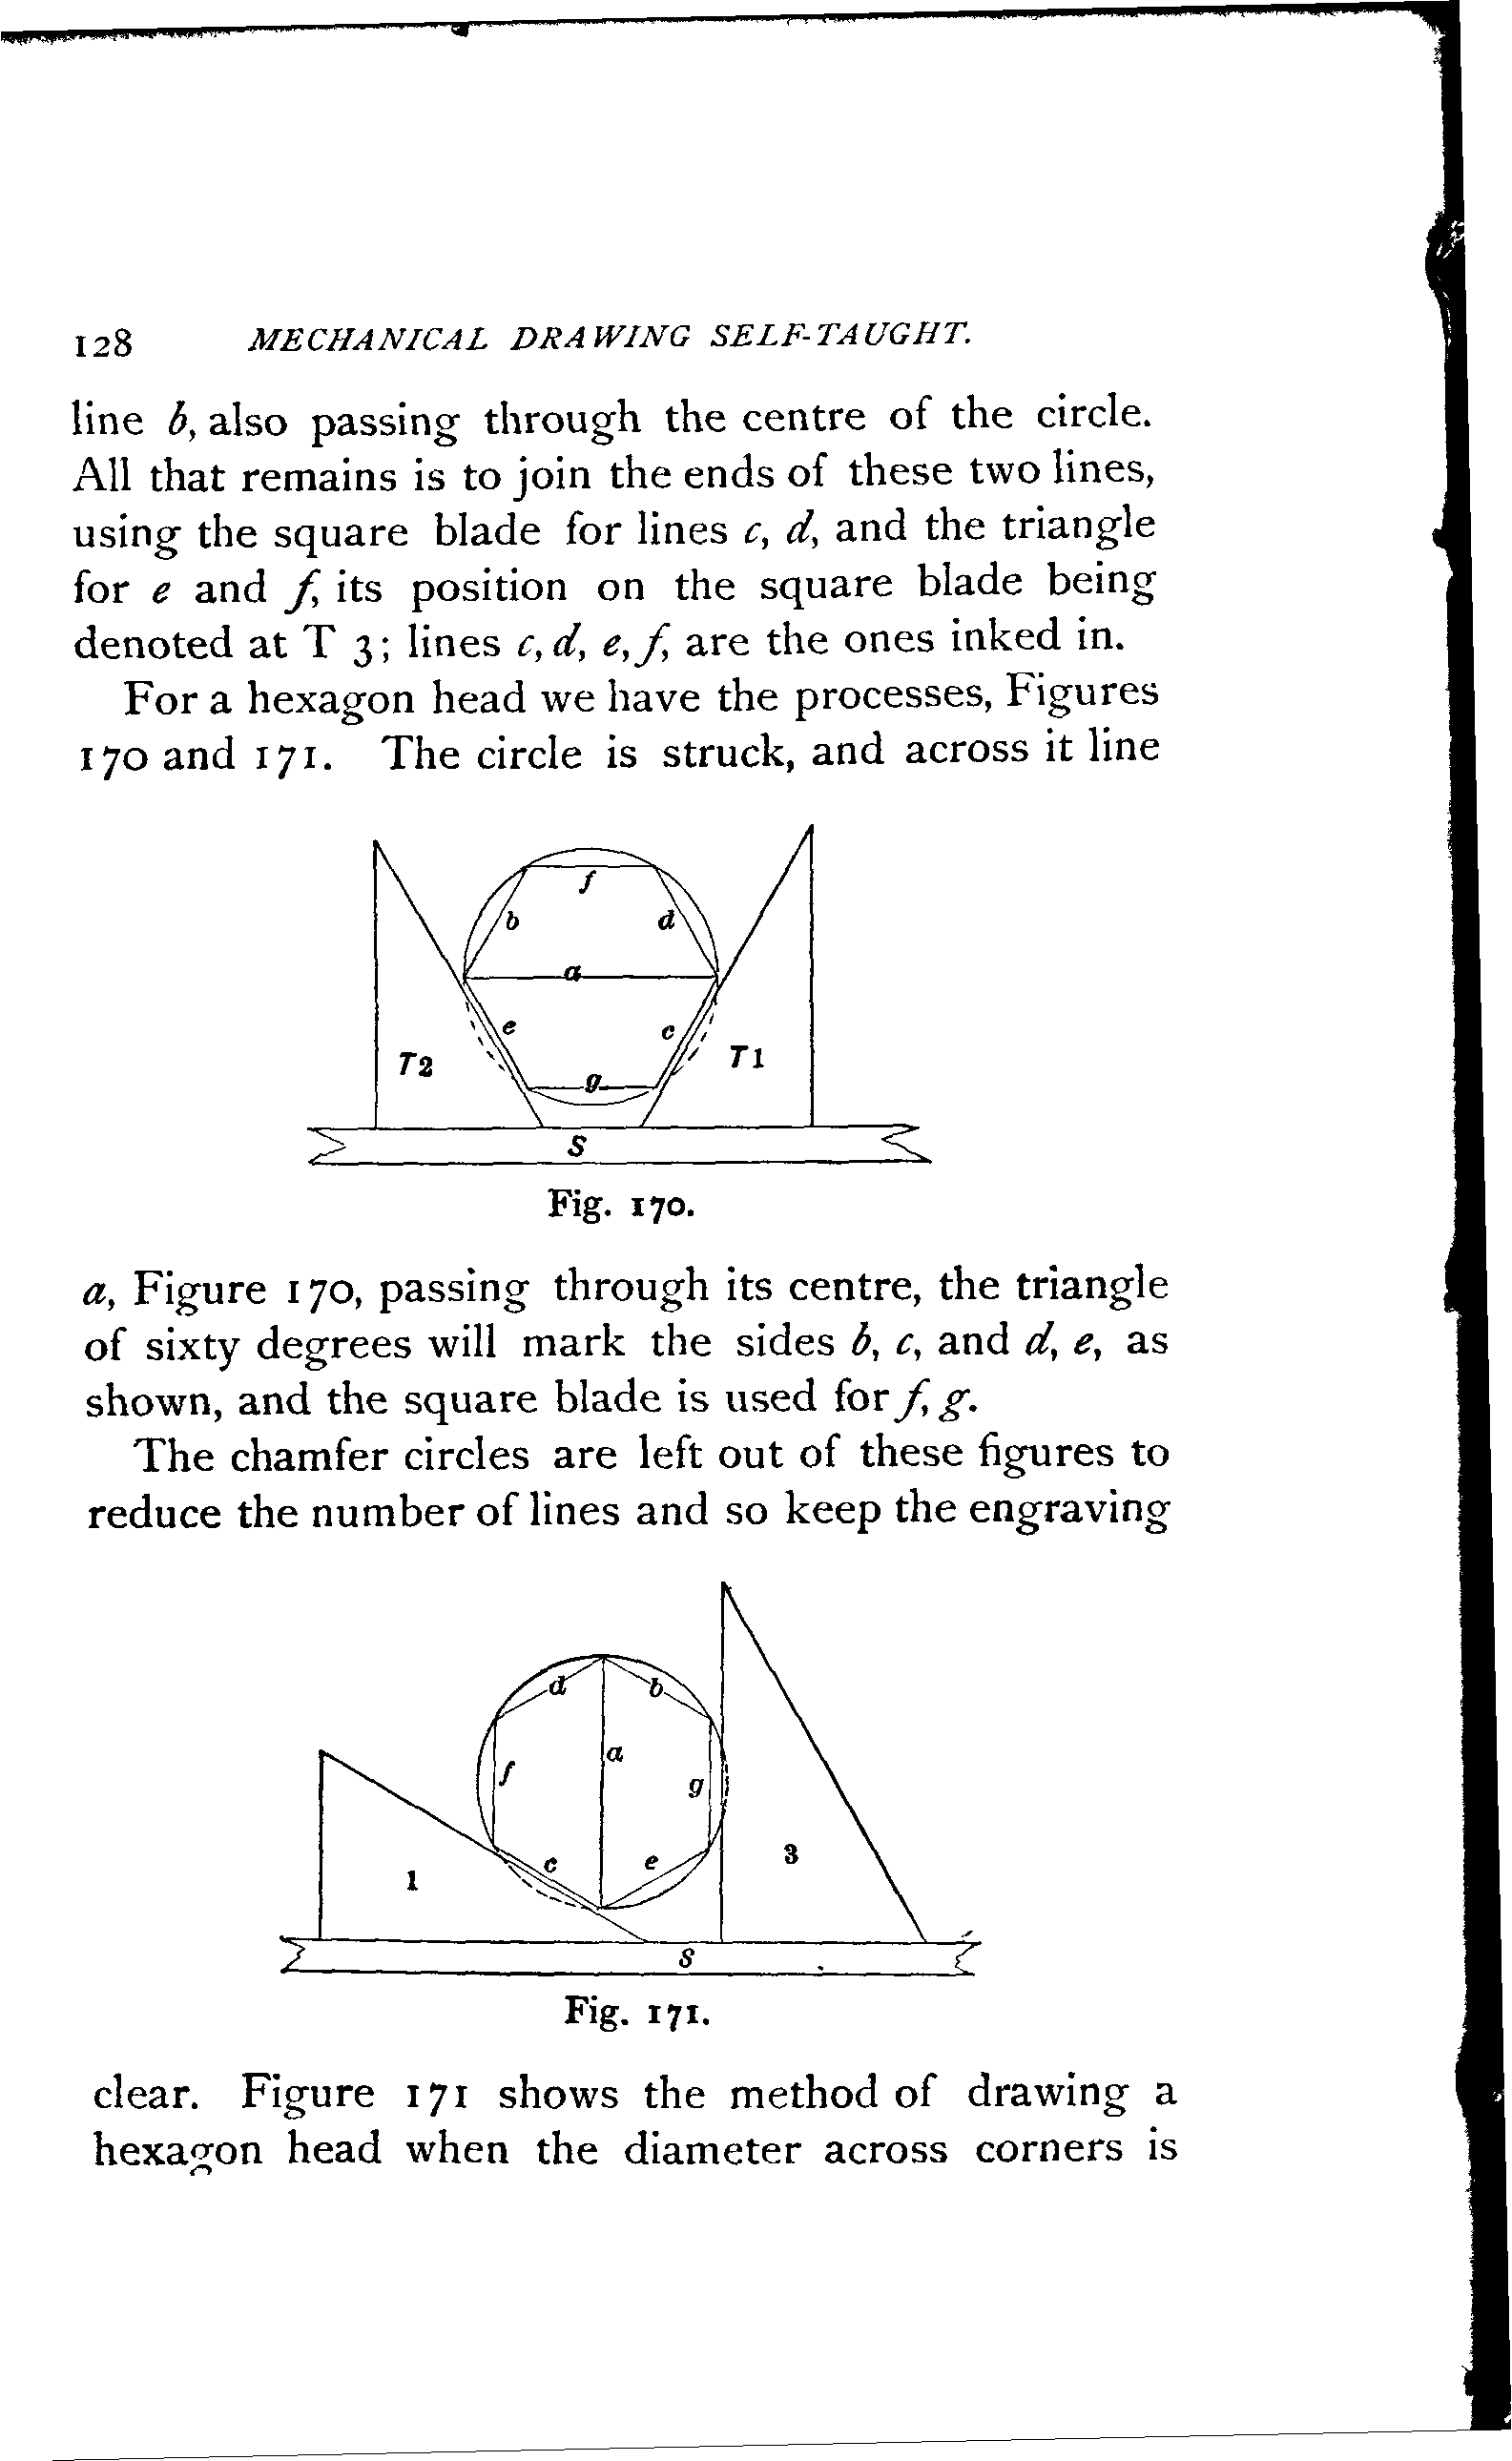 128 MECHANICAL DRAWING SELF-TAUGHT.
line b, also passing through the centre of the circle.
All that remains is to join the ends of these two lines,
using the square blade for lines c, d, and the triangle
for e and f, its position on the square blade being
denoted at T 3; lines c, d, e, f, are the ones inked in.
For a hexagon head we have the processes, Figures
170 and 171. The circle is struck, and across it line
f
b d
a
e c
T2 T1
g
S
Fig. 170.
a, Figure 170, passing through its centre, the triangle
of sixty degrees will mark the sides b, c, and d, e, as
shown, and the square blade is used for f, g.
The chamfer circles are left out of these figures to
reduce the number of lines and so keep the engraving
d b
a
f g
c e 3
1
S
Fig. 171.
clear. Figure 171 shows the method of drawing a
hexagon head when the diameter across corners is